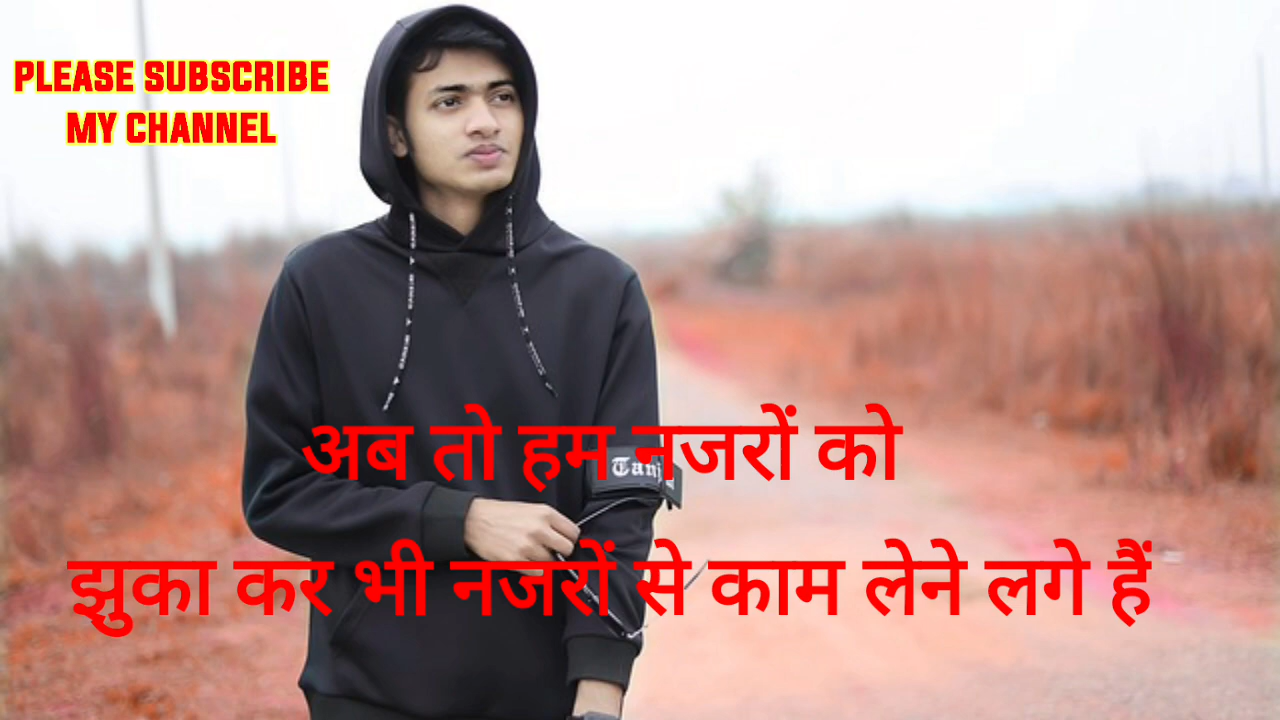 PLEASE SUBSCRIBE
MY CHANNEL
अब तो हम नजरों को
झुका कर भी नजरों से काम लेने लगे हैं